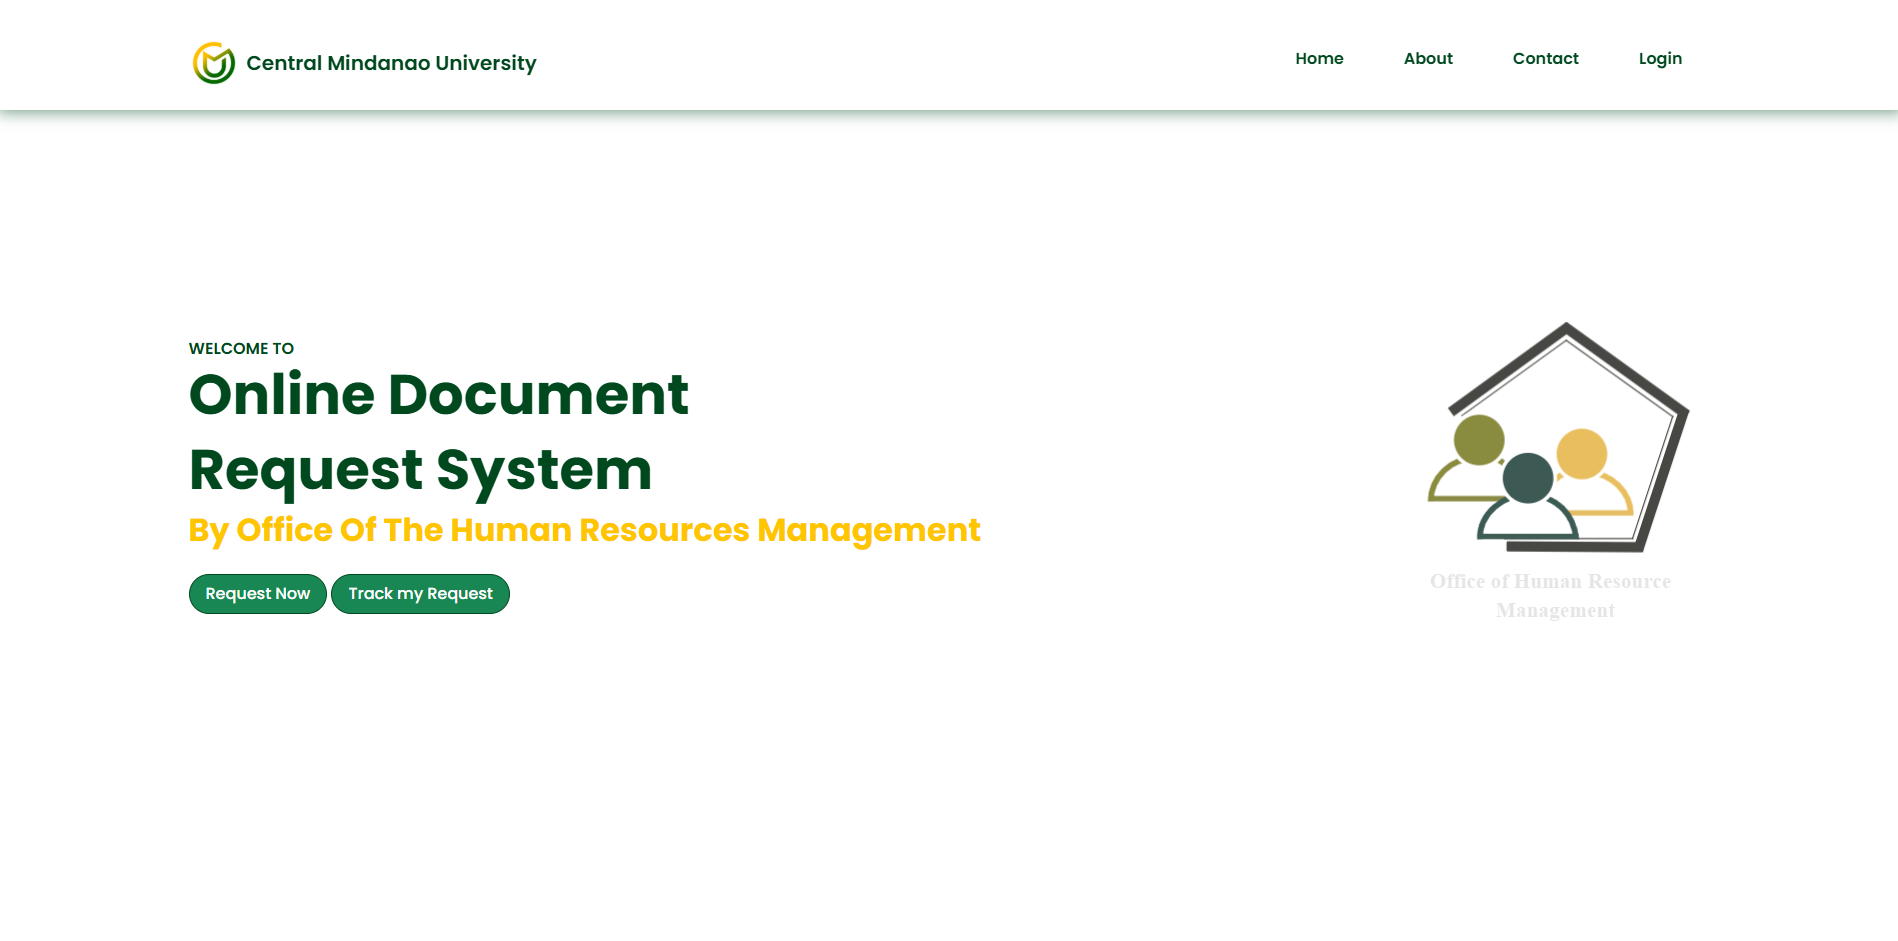 Central Mindanao University
Home
About
Contact
Login
WELCOME TO
Online Document
Request System
By Office Of The Human Resources Management
Request Now
Track my Request
Office of Human Resource
Management